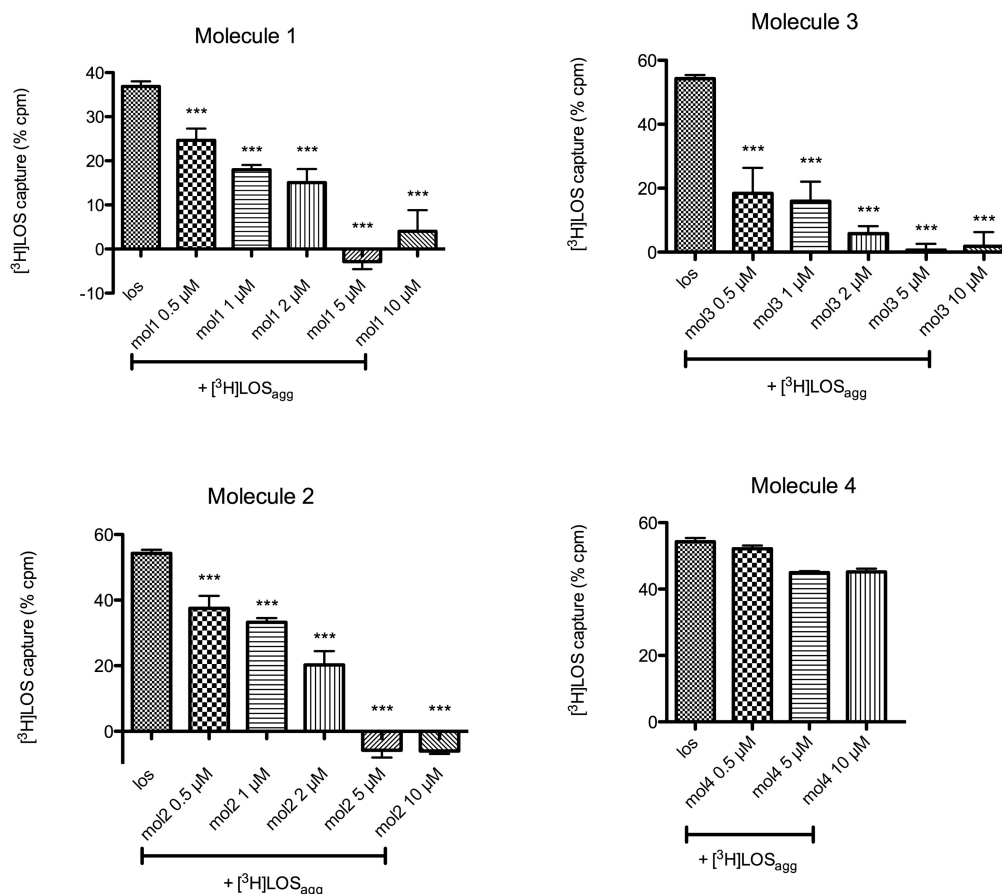 Molecule 1
[³H]LOS capture (% cpm)
40
30
20
10
0
-10
***
***
***
***
***
los
mol1 0.5 µM
mol1 1 µM
mol1 2 µM
mol1 5 µM
mol1 10 µM
+ [³H]LOSagg
Molecule 3
[³H]LOS capture (% cpm)
60
40
20
0
***
***
***
***
***
los
mol3 0.5 µM
mol3 1 µM
mol3 2 µM
mol3 5 µM
mol3 10 µM
+ [³H]LOSagg
Molecule 2
[³H]LOS capture (% cpm)
60
40
20
0
***
***
***
***
***
los
mol2 0.5 µM
mol2 1 µM
mol2 2 µM
mol2 5 µM
mol2 10 µM
+ [³H]LOSagg
Molecule 4
[³H]LOS capture (% cpm)
60
40
20
0
los
mol4 0.5 µM
mol4 5 µM
mol4 10 µM
+ [³H]LOSagg